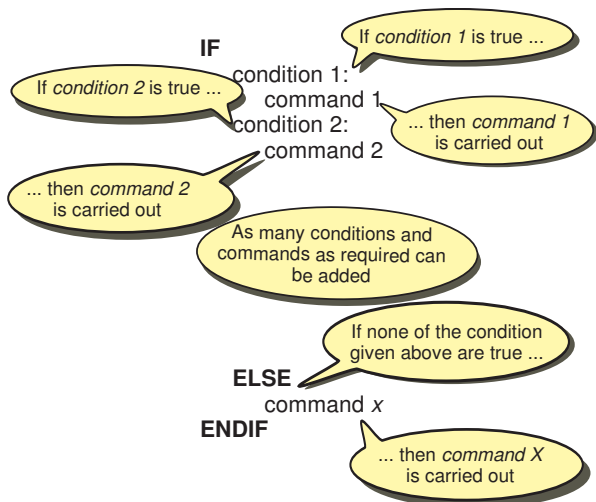 If condition 1 is true ...
IF
condition 1:
If condition 2 is true ...
command 1
condition 2:
... then command 1
is carried out
command 2
... then command 2
is carried out
As many conditions and
commands as required can
be added
If none of the condition
given above are true ...
ELSE
command x
ENDIF
... then command X
is carried out